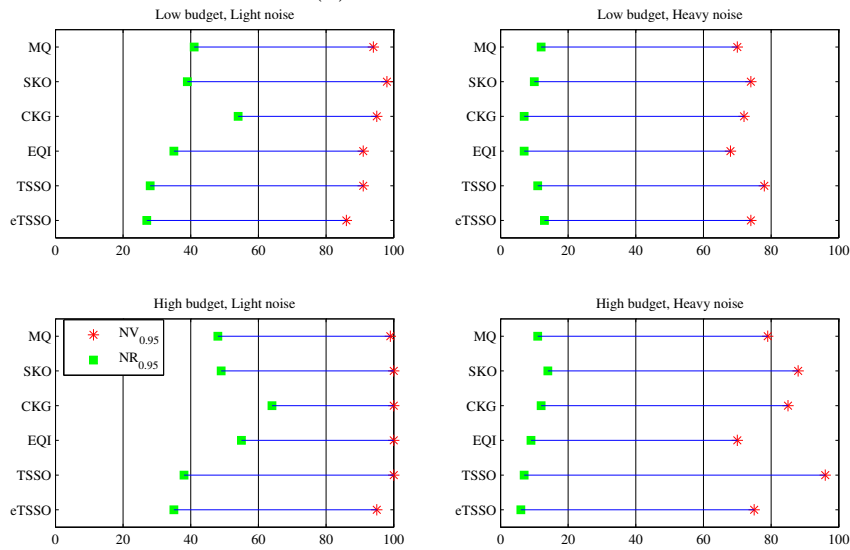 Low budget, Light noise
MQ
SKO
CKG
EQI
TSSO
eTSSO
0 20 40 60 80 100
Low budget, Heavy noise
MQ
SKO
CKG
EQI
TSSO
eTSSO
0 20 40 60 80 100
High budget, Light noise
NV0.95
NR0.95
MQ
SKO
CKG
EQI
TSSO
eTSSO
0 20 40 60 80 100
High budget, Heavy noise
MQ
SKO
CKG
EQI
TSSO
eTSSO
0 20 40 60 80 100